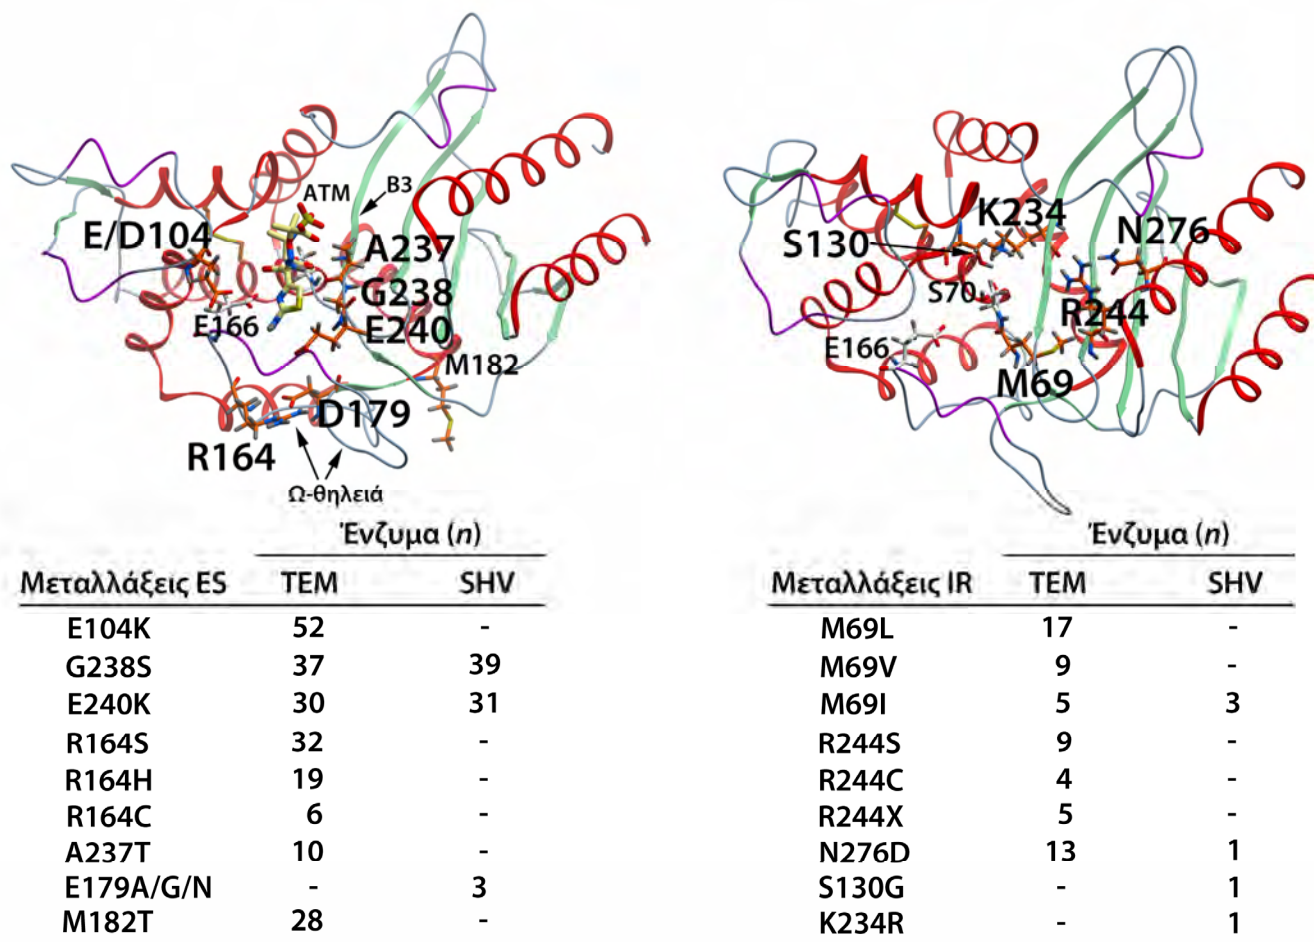 ATM
B3
E/D104
A237
G238
E240
E166
M182
D179
R164
Ω-θηλειά
K234
S130
N276
S70
R244
E166
M69
Ένζυμα (n)
Μεταλλάξεις ES TEM SHV
E104K 52 -
G238S 37 39
E240K 30 31
R164S 32 -
R164H 19 -
R164C 6 -
A237T 10 -
E179A/G/N - 3
M182T 28 -
Ένζυμα (n)
Μεταλλάξεις IR TEM SHV
M69L 17 -
M69V 9 -
M69I 5 3
R244S 9 -
R244C 4 -
R244X 5 -
N276D 13 1
S130G - 1
K234R - 1